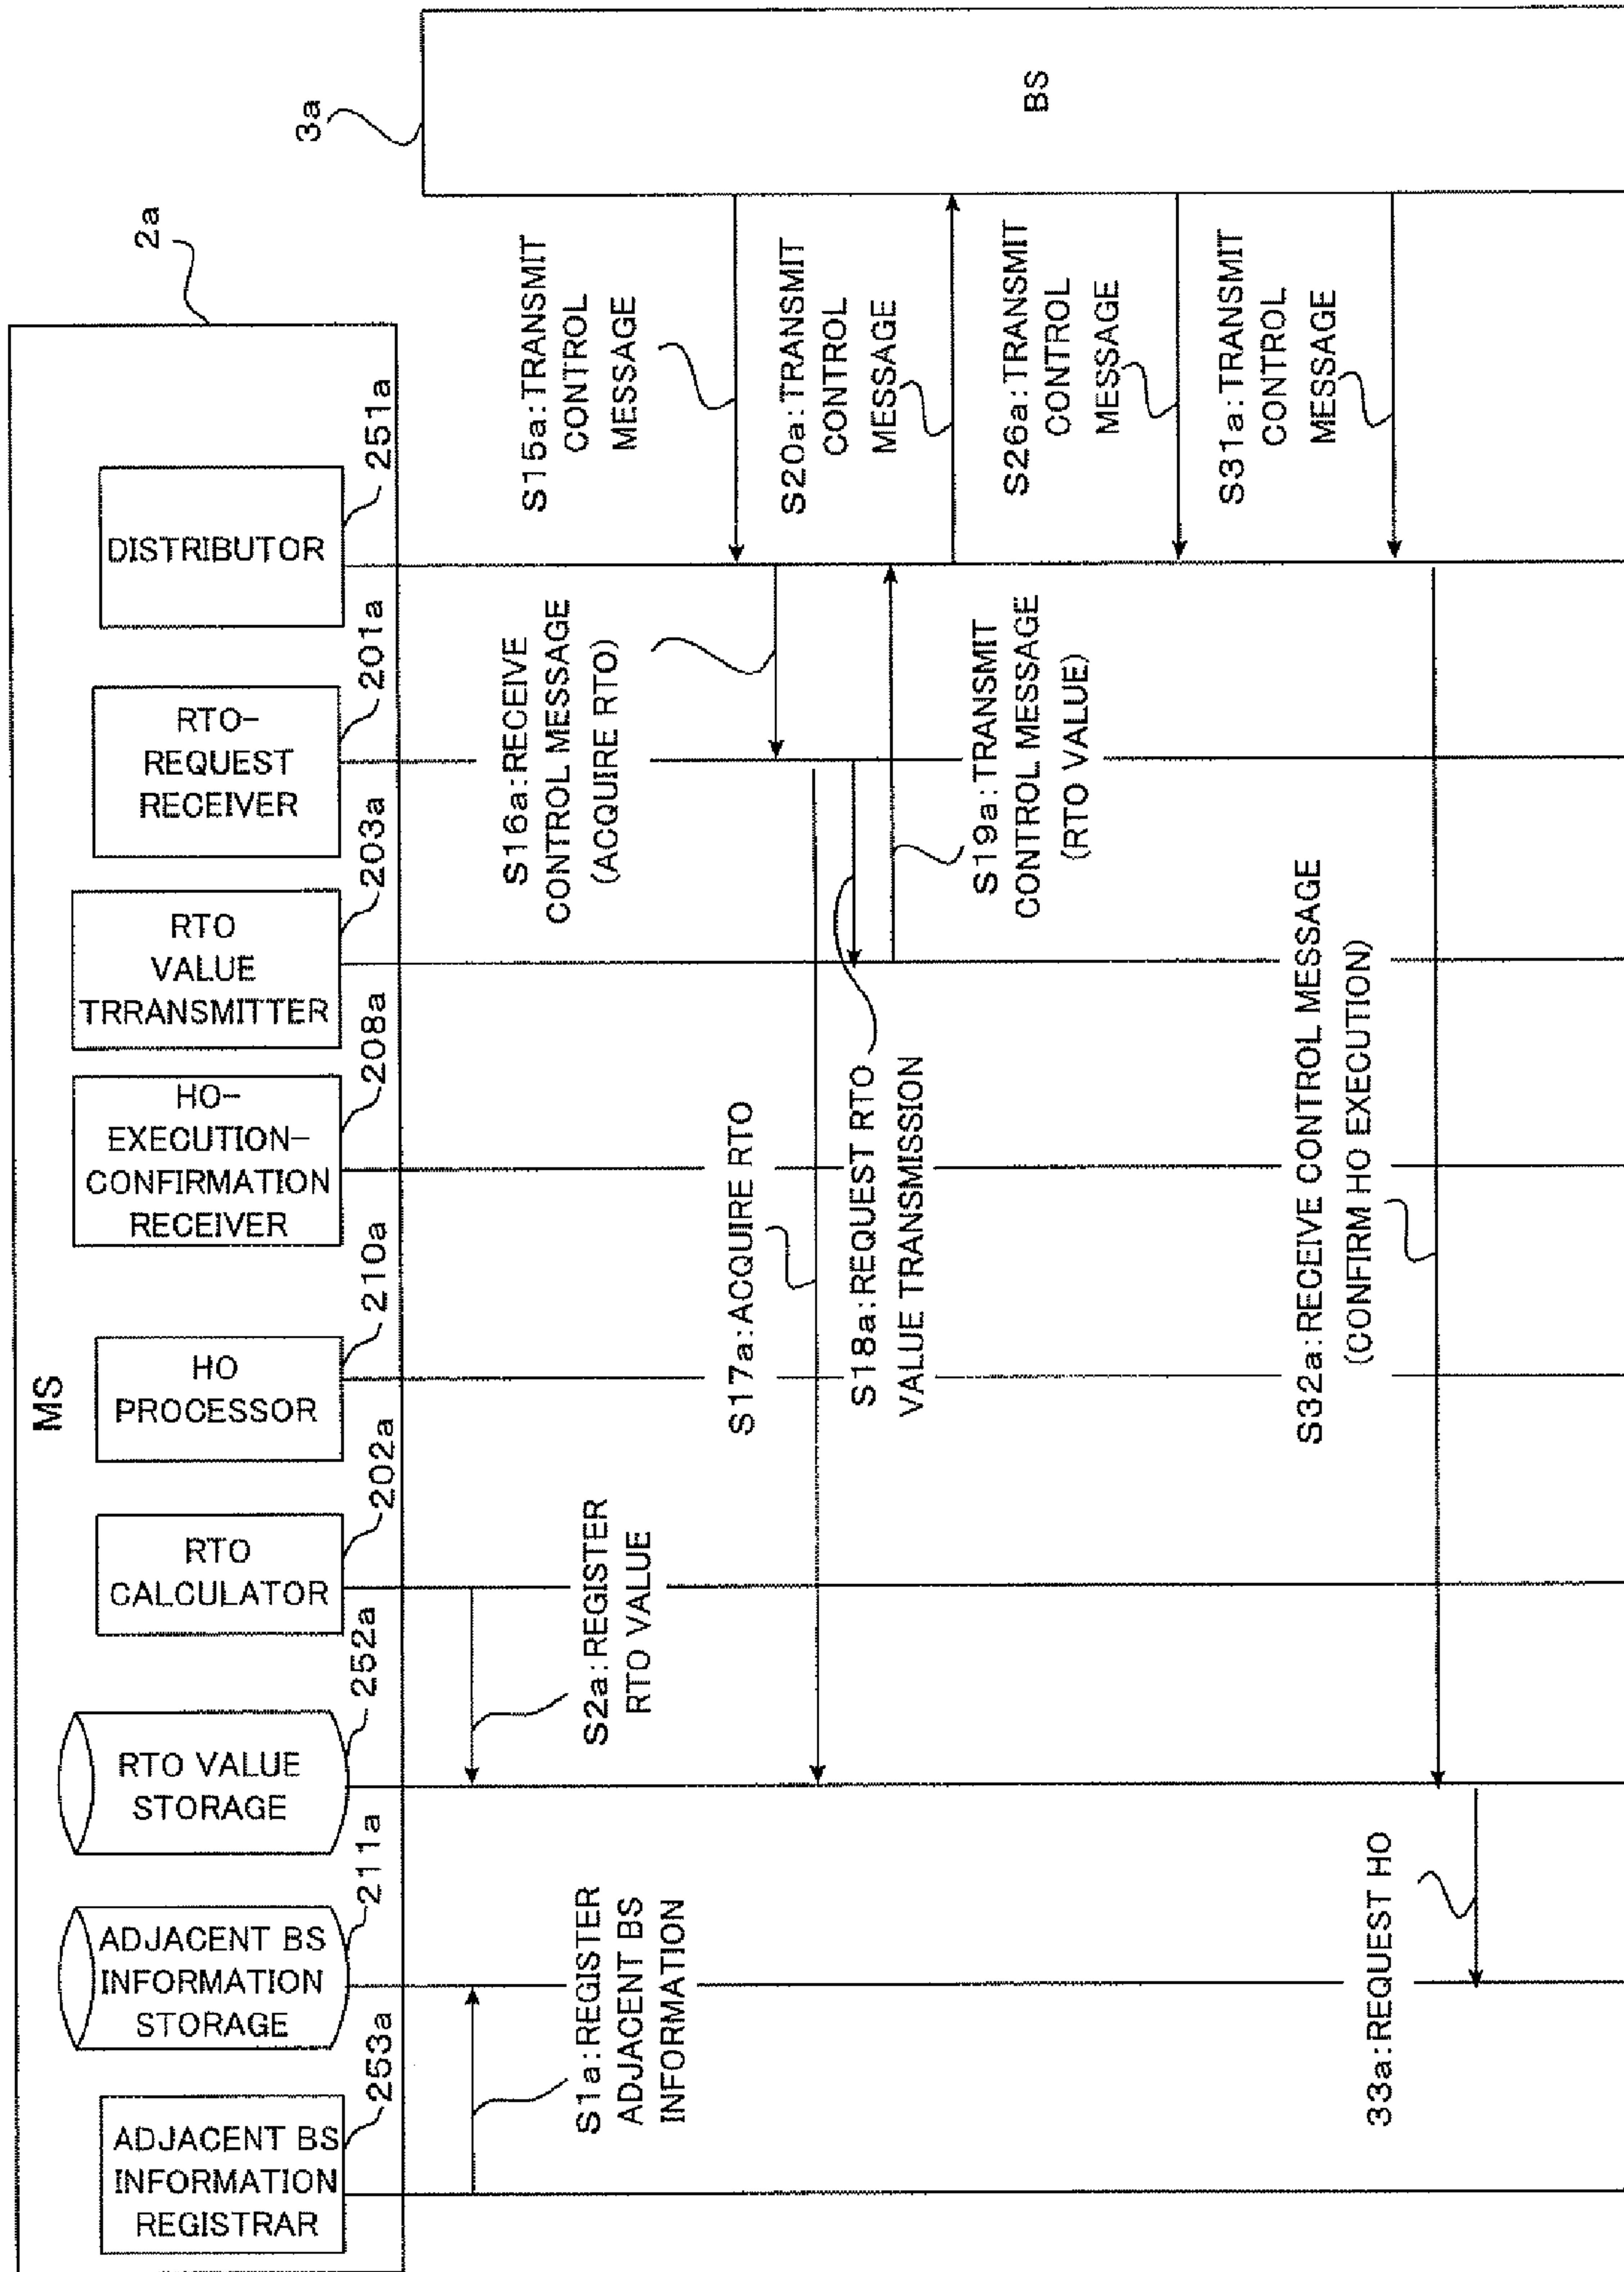 MS
2a
3a
BS
ADJACENT BS
INFORMATION
REGISTRAR
253a
ADJACENT BS
INFORMATION
STORAGE
211a
RTO VALUE
STORAGE
252a
RTO
CALCULATOR
202a
HO
PROCESSOR
210a
HO-
EXECUTION-
CONFIRMATION
RECEIVER
208a
RTO
VALUE
TRRANSMITTER
203a
RTO-
REQUEST
RECEIVER
201a
DISTRIBUTOR
251a
S1a:REGISTER
ADJACENT BS
INFORMATION
S2a:REGISTER
RTO VALUE
S15a:TRANSMIT
CONTROL
MESSAGE
S16a:RECEIVE
CONTROL MESSAGE
(ACQUIRE RTO)
S17a:ACQUIRE RTO
S18a:REQUEST RTO
VALUE TRANSMISSION
S19a:TRANSMIT
CONTROL MESSAGE
(RTO VALUE)
S20a:TRANSMIT
CONTROL
MESSAGE
S26a:TRANSMIT
CONTROL
MESSAGE
S31a:TRANSMIT
CONTROL
MESSAGE
S32a:RECEIVE CONTROL MESSAGE
(CONFIRM HO EXECUTION)
33a:REQUEST HO